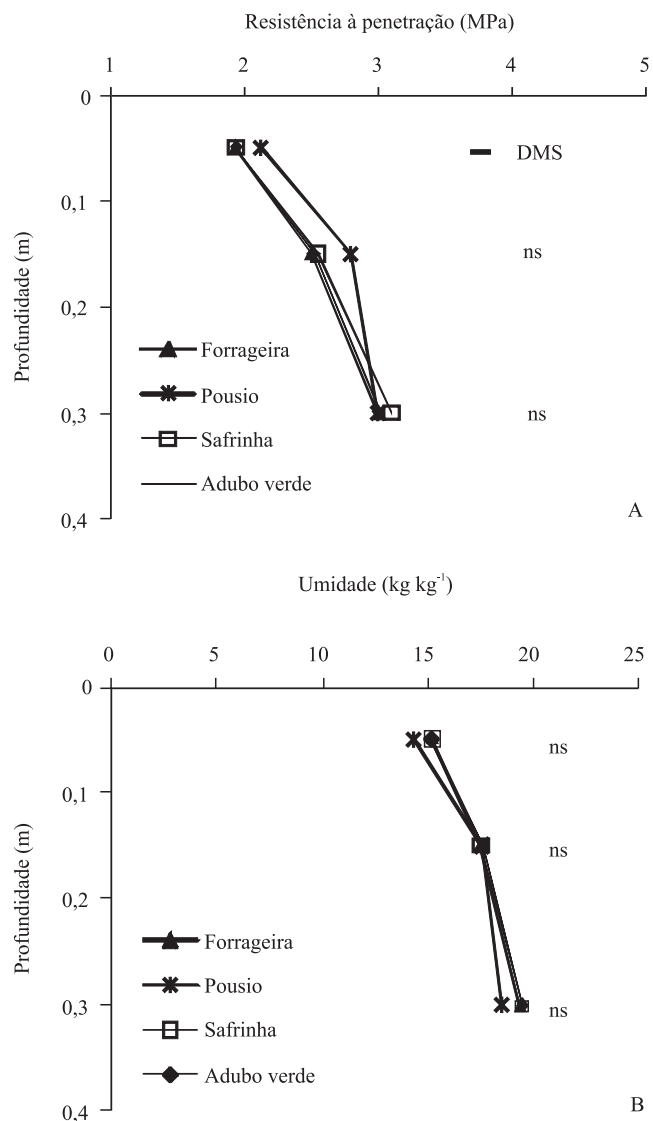 Resistência à penetração (MPa)
1 2 3 4 5
0
DMS
0,1
ns
0,2
Profundidade (m)
Forrageira
Pousio
0,3
ns
Safrinha
Adubo verde
0,4
A
Umidade (kg kg⁻¹)
0 5 10 15 20 25
0
ns
0,1
ns
0,2
Profundidade (m)
Forrageira
Pousio
0,3
ns
Safrinha
Adubo verde
0,4
B